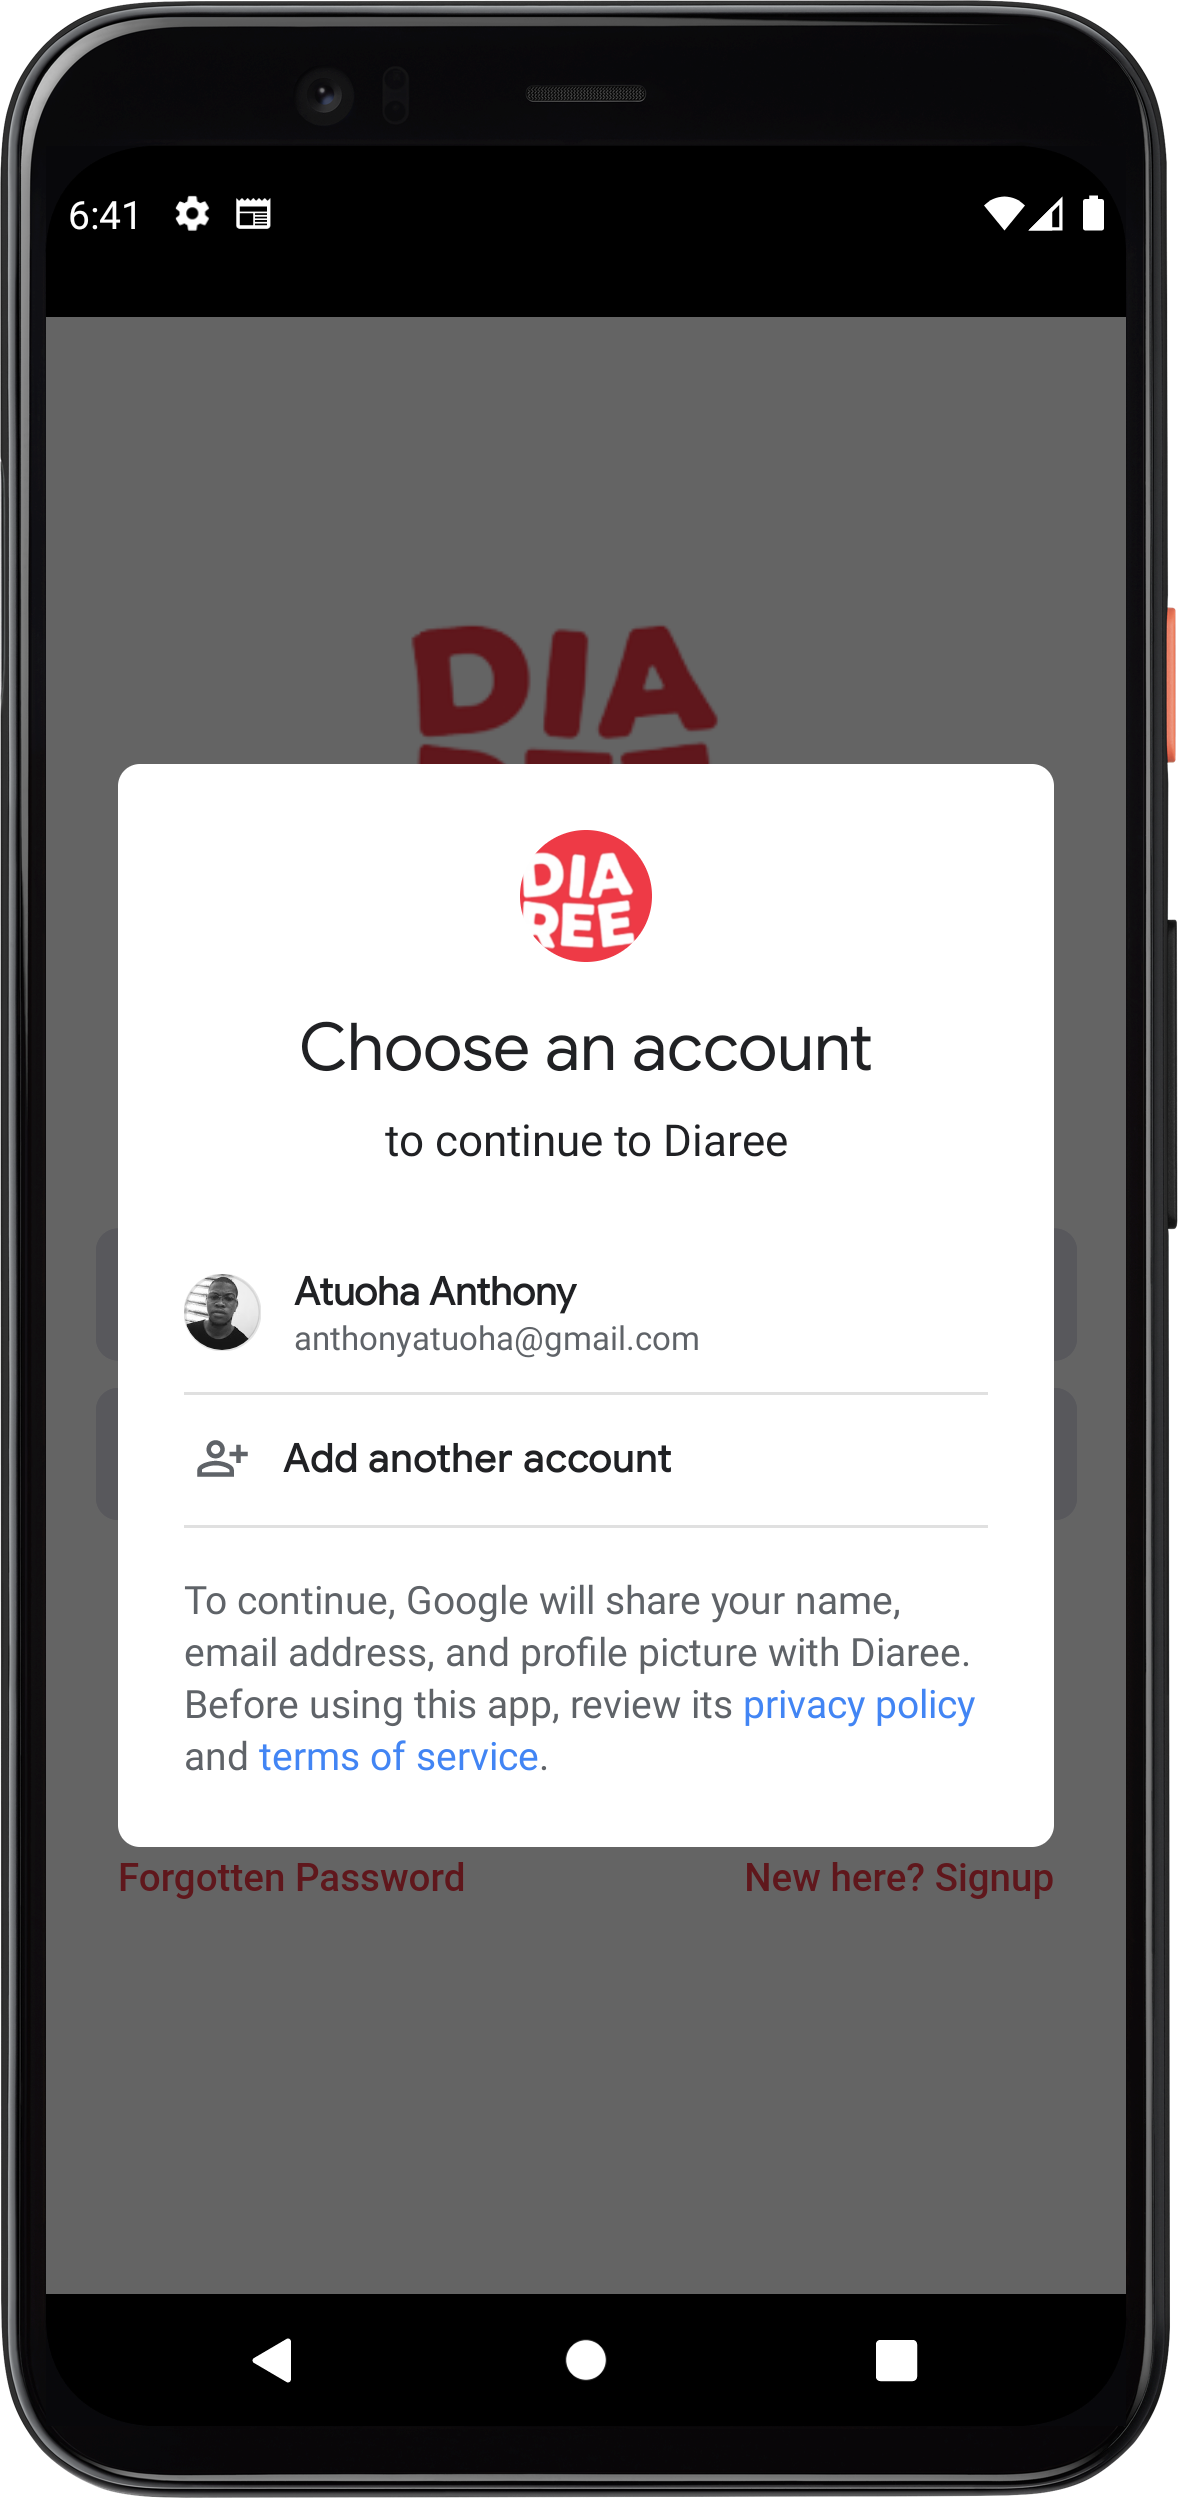 6:41
DIA
DIA
REE
Choose an account
to continue to Diaree
Atuoha Anthony
anthonyatuoha@gmail.com
Add another account
To continue, Google will share your name,
email address, and profile picture with Diaree.
Before using this app, review its privacy policy
and terms of service.
Forgotten Password
New here? Signup